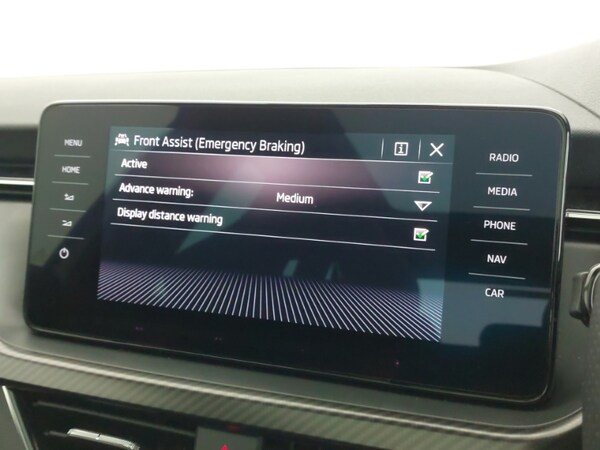 MENU
HOME
Front Assist (Emergency Braking)
Active
Advance warning: Medium
Display distance warning
RADIO
MEDIA
PHONE
NAV
CAR